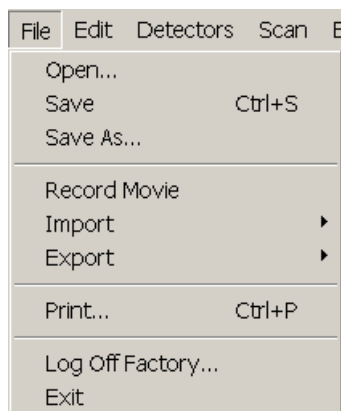 File Edit Detectors Scan
Open...
Save Ctrl+S
Save As...
Record Movie
Import
Export
Print... Ctrl+P
Log Off Factory...
Exit